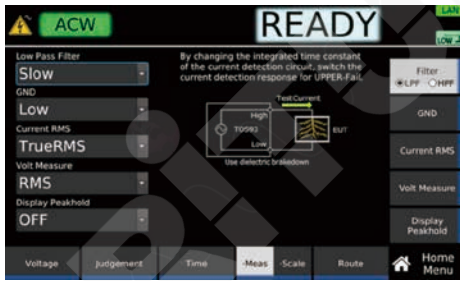 ACW
READY
LAN
LOW
Low Pass Filter
Slow
GND
Low
Current RMS
TrueRMS
Volt Measure
RMS
Display Peakhold
OFF
By changing the integrated time constant
of the current detection circuit, switch the
current detection response for UPPER-Fail.
Test Current
High
TOS93
EUT
Low
Use dielectric brakedown
Filter
LPF HPF
GND
Current RMS
Volt Measure
Display
Peakhold
Voltage
Judgement
Time
-Meas
-Scale
Route
Home
Menu